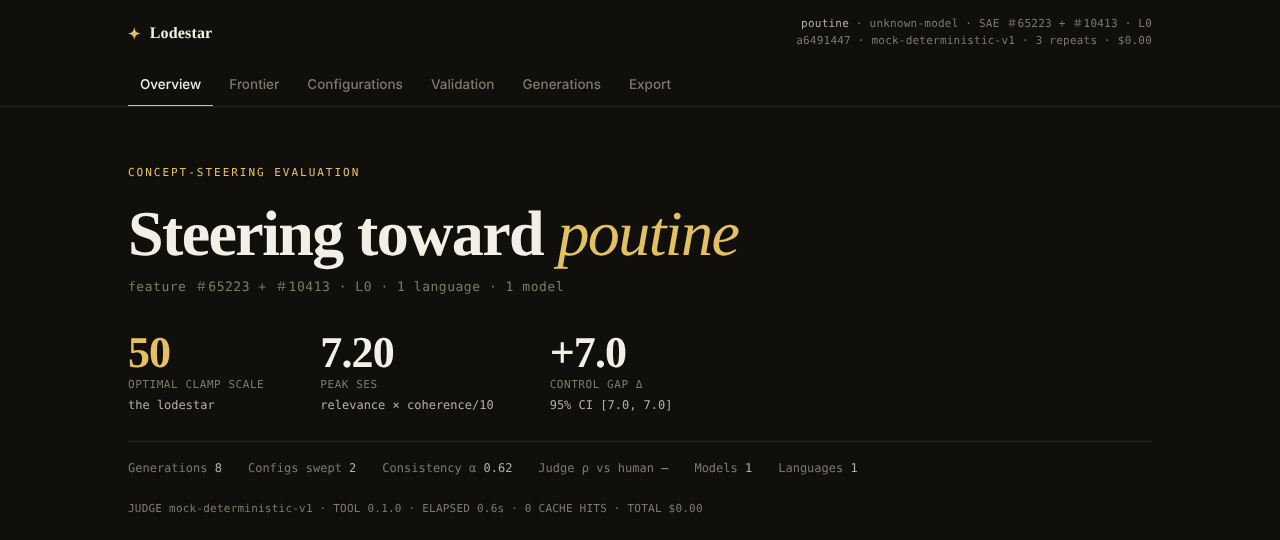 ✦ Lodestar
poutine · unknown-model · SAE #65223 + #10413 · L0
a6491447 · mock-deterministic-v1 · 3 repeats · $0.00
Overview Frontier Configurations Validation Generations Export
CONCEPT-STEERING EVALUATION
Steering toward poutine
feature #65223 + #10413 · L0 · 1 language · 1 model
50 7.20 +7.0
OPTIMAL CLAMP SCALE PEAK SES CONTROL GAP Δ
the lodestar relevance × coherence/10 95% CI [7.0, 7.0]
Generations 8 Configs swept 2 Consistency α 0.62 Judge ρ vs human — Models 1 Languages 1
JUDGE mock-deterministic-v1 · TOOL 0.1.0 · ELAPSED 0.6s · 0 CACHE HITS · TOTAL $0.00